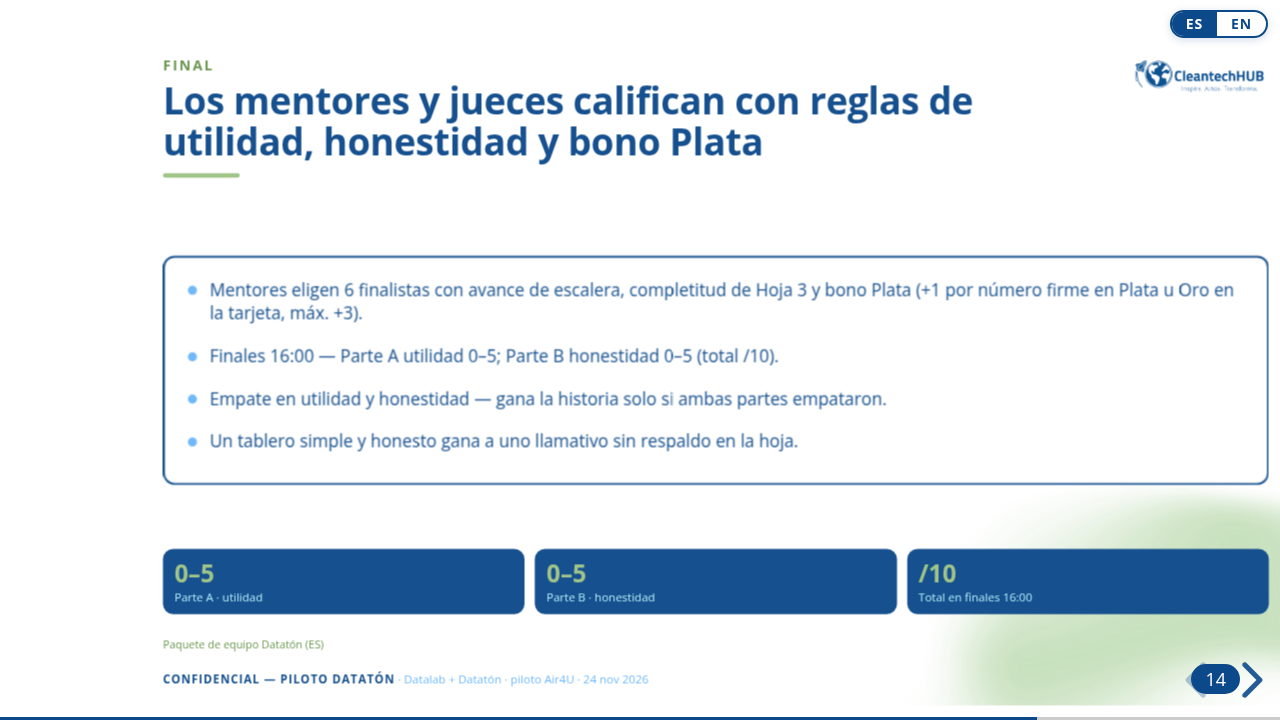 ES EN
FINAL
CleantechHUB
Inspira. Actúa. Transforma.
Los mentores y jueces califican con reglas de
utilidad, honestidad y bono Plata
Mentores eligen 6 finalistas con avance de escalera, completitud de Hoja 3 y bono Plata (+1 por número firme en Plata u Oro en
la tarjeta, máx. +3).
Finales 16:00 — Parte A utilidad 0–5; Parte B honestidad 0–5 (total /10).
Empate en utilidad y honestidad — gana la historia solo si ambas partes empataron.
Un tablero simple y honesto gana a uno llamativo sin respaldo en la hoja.
0–5
Parte A · utilidad
0–5
Parte B · honestidad
/10
Total en finales 16:00
Paquete de equipo Datatón (ES)
CONFIDENCIAL — PILOTO DATATÓN · Datalab + Datatón · piloto Air4U · 24 nov 2026
14